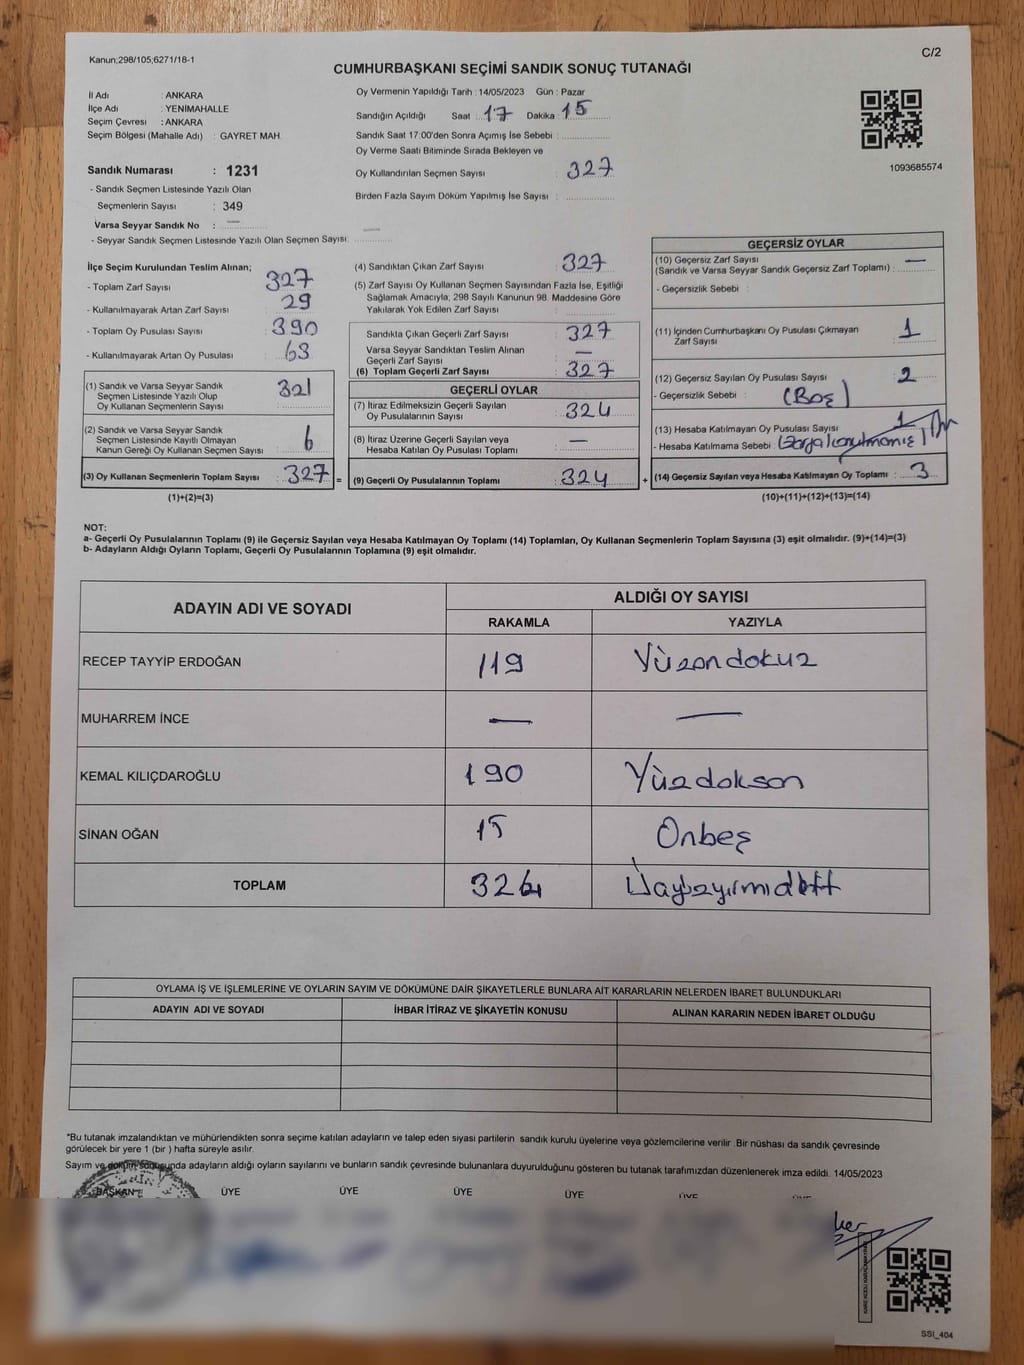 Kanun;298/105;6271/18-1
C/2
CUMHURBAŞKANI SEÇİMİ SANDIK SONUÇ TUTANAĞI
İl Adı : ANKARA
İlçe Adı : YENİMAHALLE
Seçim Çevresi : ANKARA
Seçim Bölgesi (Mahalle Adı) : GAYRET MAH.
Sandık Numarası : 1231
- Sandık Seçmen Listesinde Yazılı Olan
Seçmenlerin Sayısı : 349
Varsa Seyyar Sandık No : —
- Seyyar Sandık Seçmen Listesinde Yazılı Olan Seçmen Sayısı: —
Oy Vermenin Yapıldığı Tarih : 14/05/2023 Gün : Pazar
Sandığın Açıldığı Saat : 17 Dakika : 15
Sandık Saat 17:00'den Sonra Açımış İse Sebebi :
Oy Verme Saati Bitiminde Sırada Bekleyen ve
Oy Kullandırılan Seçmen Sayısı : 327
Birden Fazla Sayım Döküm Yapılmış İse Sayısı :
1093685574
İlçe Seçim Kurulundan Teslim Alınan;
- Toplam Zarf Sayısı : 327
- Kullanılmayarak Artan Zarf Sayısı : 29
- Toplam Oy Pusulası Sayısı : 390
- Kullanılmayarak Artan Oy Pusulası : 63
(1) Sandık ve Varsa Seyyar Sandık
Seçmen Listesinde Yazılı Olup
Oy Kullanan Seçmenlerin Sayısı : 321
(2) Sandık ve Varsa Seyyar Sandık
Seçmen Listesinde Kayıtlı Olmayan
Kanun Gereği Oy Kullanan Seçmen Sayısı : 6
(3) Oy Kullanan Seçmenlerin Toplam Sayısı : 327 =
(1)+(2)=(3)
(4) Sandıktan Çıkan Zarf Sayısı : 327
(5) Zarf Sayısı Oy Kullanan Seçmen Sayısından Fazla İse, Eşitliği
Sağlamak Amacıyla, 298 Sayılı Kanunun 98. Maddesine Göre
Yakılarak Yok Edilen Zarf Sayısı :
Sandıkta Çıkan Geçerli Zarf Sayısı : 327
Varsa Seyyar Sandıktan Teslim Alınan
Geçerli Zarf Sayısı : —
(6) Toplam Geçerli Zarf Sayısı : 327
GEÇERLİ OYLAR
(7) İtiraz Edilmeksizin Geçerli Sayılan
Oy Pusulalarının Sayısı : 324
(8) İtiraz Üzerine Geçerli Sayılan veya
Hesaba Katılan Oy Pusulası Toplamı : —
(9) Geçerli Oy Pusulalarının Toplamı : 324 +
GEÇERSİZ OYLAR
(10) Geçersiz Zarf Sayısı
(Sandık ve Varsa Seyyar Sandık Geçersiz Zarf Toplamı) : —
- Geçersizlik Sebebi :
(11) İçinden Cumhurbaşkanı Oy Pusulası Çıkmayan
Zarf Sayısı : 1
(12) Geçersiz Sayılan Oy Pusulası Sayısı : 2
- Geçersizlik Sebebi : (Boş)
(13) Hesaba Katılmayan Oy Pusulası Sayısı : 1
- Hesaba Katılmama Sebebi
(14) Geçersiz Sayılan veya Hesaba Katılmayan Oy Toplamı : 3
(10)+(11)+(12)+(13)=(14)
NOT:
a- Geçerli Oy Pusulalarının Toplamı (9) ile Geçersiz Sayılan veya Hesaba Katılmayan Oy Toplamı (14) Toplamları, Oy Kullanan Seçmenlerin Toplam Sayısına (3) eşit olmalıdır. (9)+(14)=(3)
b- Adayların Aldığı Oyların Toplamı, Geçerli Oy Pusulalarının Toplamına (9) eşit olmalıdır.
ADAYIN ADI VE SOYADI
ALDIĞI OY SAYISI
RAKAMLA YAZIYLA
RECEP TAYYİP ERDOĞAN 119 Yüzondokuz
MUHARREM İNCE — —
KEMAL KILIÇDAROĞLU 190 Yüzdoksan
SİNAN OĞAN 15 Onbeş
TOPLAM 324 Üçyüzyirmidört
OYLAMA İŞ VE İŞLEMLERİNE VE OYLARIN SAYIM VE DÖKÜMÜNE DAİR ŞİKAYETLERLE BUNLARA AİT KARARLARIN NELERDEN İBARET BULUNDUKLARI
ADAYIN ADI VE SOYADI İHBAR İTİRAZ VE ŞİKAYETİN KONUSU ALINAN KARARIN NEDEN İBARET OLDUĞU
"Bu tutanak imzalandıktan ve mühürlendikten sonra seçime katılan adayların ve talep eden siyasi partilerin sandık kurulu üyelerine veya gözlemcilerine verilir. Bir nüshası da sandık çevresinde
görülecek bir yere 1 (bir ) hafta süreyle asılır.
Sayım ve döküm sonucunda adayların aldığı oyların sayılarını ve bunların sandık çevresinde bulunanlara duyurulduğunu gösteren bu tutanak tarafımızdan düzenlenerek imza edildi. 14/05/2023
BAŞKAN ÜYE ÜYE ÜYE ÜYE ÜYE
SSI_404